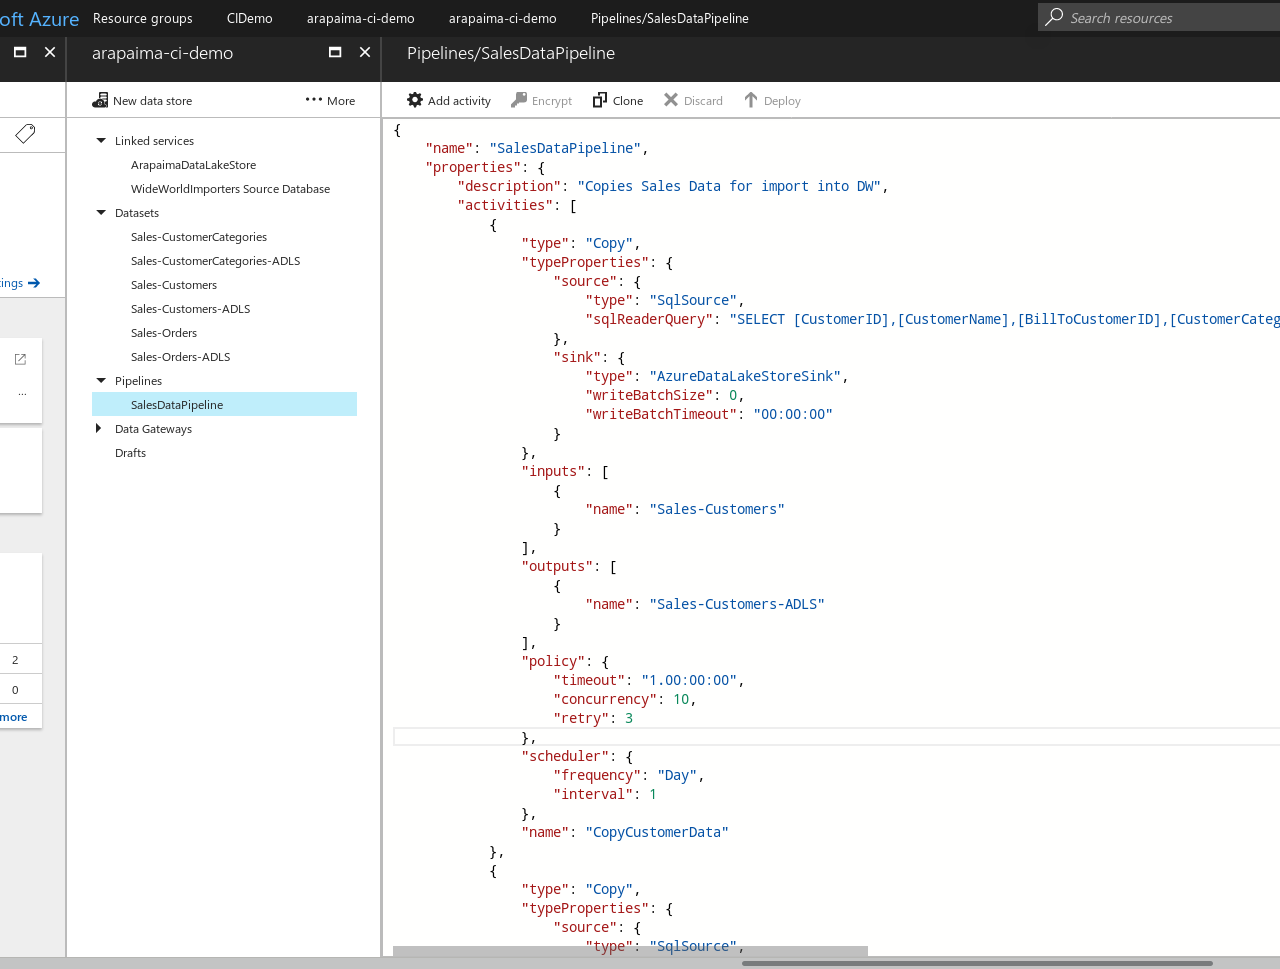 oft Azure
Resource groups
CIDemo
arapaima-ci-demo
arapaima-ci-demo
Pipelines/SalesDataPipeline
Search resources
arapaima-ci-demo
Pipelines/SalesDataPipeline
New data store
... More
Add activity
Encrypt
Clone
Discard
Deploy
Linked services
ArapaimaDataLakeStore
WideWorldImporters Source Database
Datasets
Sales-CustomerCategories
Sales-CustomerCategories-ADLS
Sales-Customers
Sales-Customers-ADLS
Sales-Orders
Sales-Orders-ADLS
Pipelines
SalesDataPipeline
Data Gateways
Drafts
tings
...
2
0
more
{
"name": "SalesDataPipeline",
"properties": {
"description": "Copies Sales Data for import into DW",
"activities": [
{
"type": "Copy",
"typeProperties": {
"source": {
"type": "SqlSource",
"sqlReaderQuery": "SELECT [CustomerID],[CustomerName],[BillToCustomerID],[CustomerCateg
},
"sink": {
"type": "AzureDataLakeStoreSink",
"writeBatchSize": 0,
"writeBatchTimeout": "00:00:00"
}
},
"inputs": [
{
"name": "Sales-Customers"
}
],
"outputs": [
{
"name": "Sales-Customers-ADLS"
}
],
"policy": {
"timeout": "1.00:00:00",
"concurrency": 10,
"retry": 3
},
"scheduler": {
"frequency": "Day",
"interval": 1
},
"name": "CopyCustomerData"
},
{
"type": "Copy",
"typeProperties": {
"source": {
"type": "SqlSource",